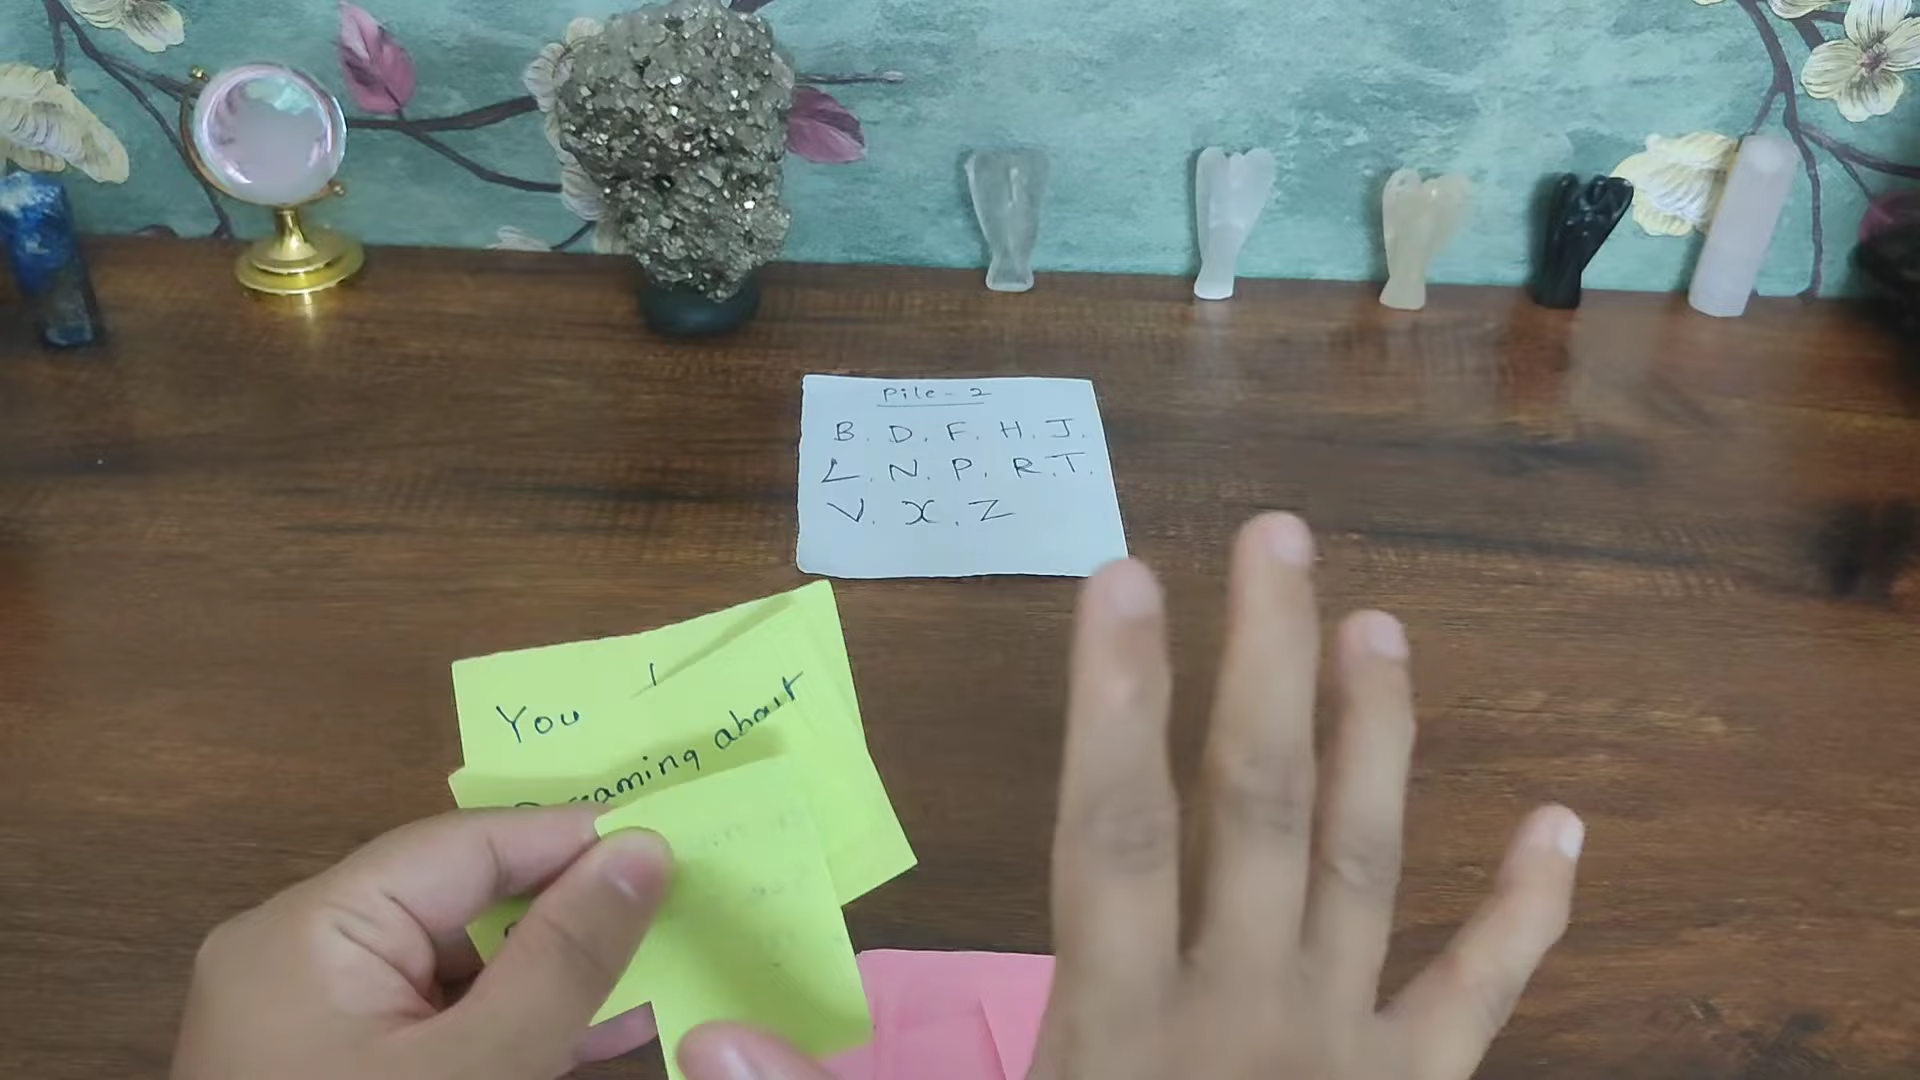 Pile - 2
B. D. F. H. J.
L. N. P. R. T.
V. X. Z
You
Dreaming about